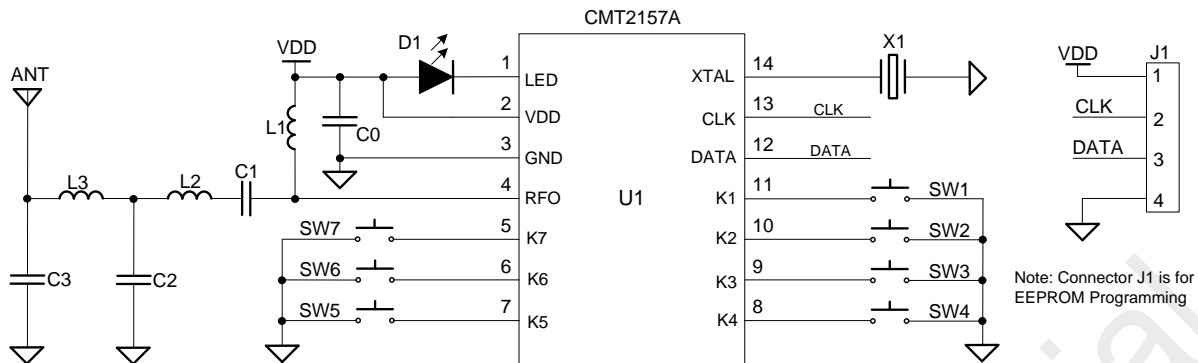 CMT2157A
ANT
VDD
D1
1
LED
14
XTAL
X1
VDD
J1
1
2
VDD
13
CLK
CLK
CLK
2
L1
C0
3
GND
12
DATA
DATA
DATA
3
L3
L2
C1
4
RFO
U1
11
K1
SW1
4
SW7
5
K7
10
K2
SW2
C3
C2
SW6
6
K6
9
K3
SW3
Note: Connector J1 is for
EEPROM Programming
SW5
7
K5
8
K4
SW4